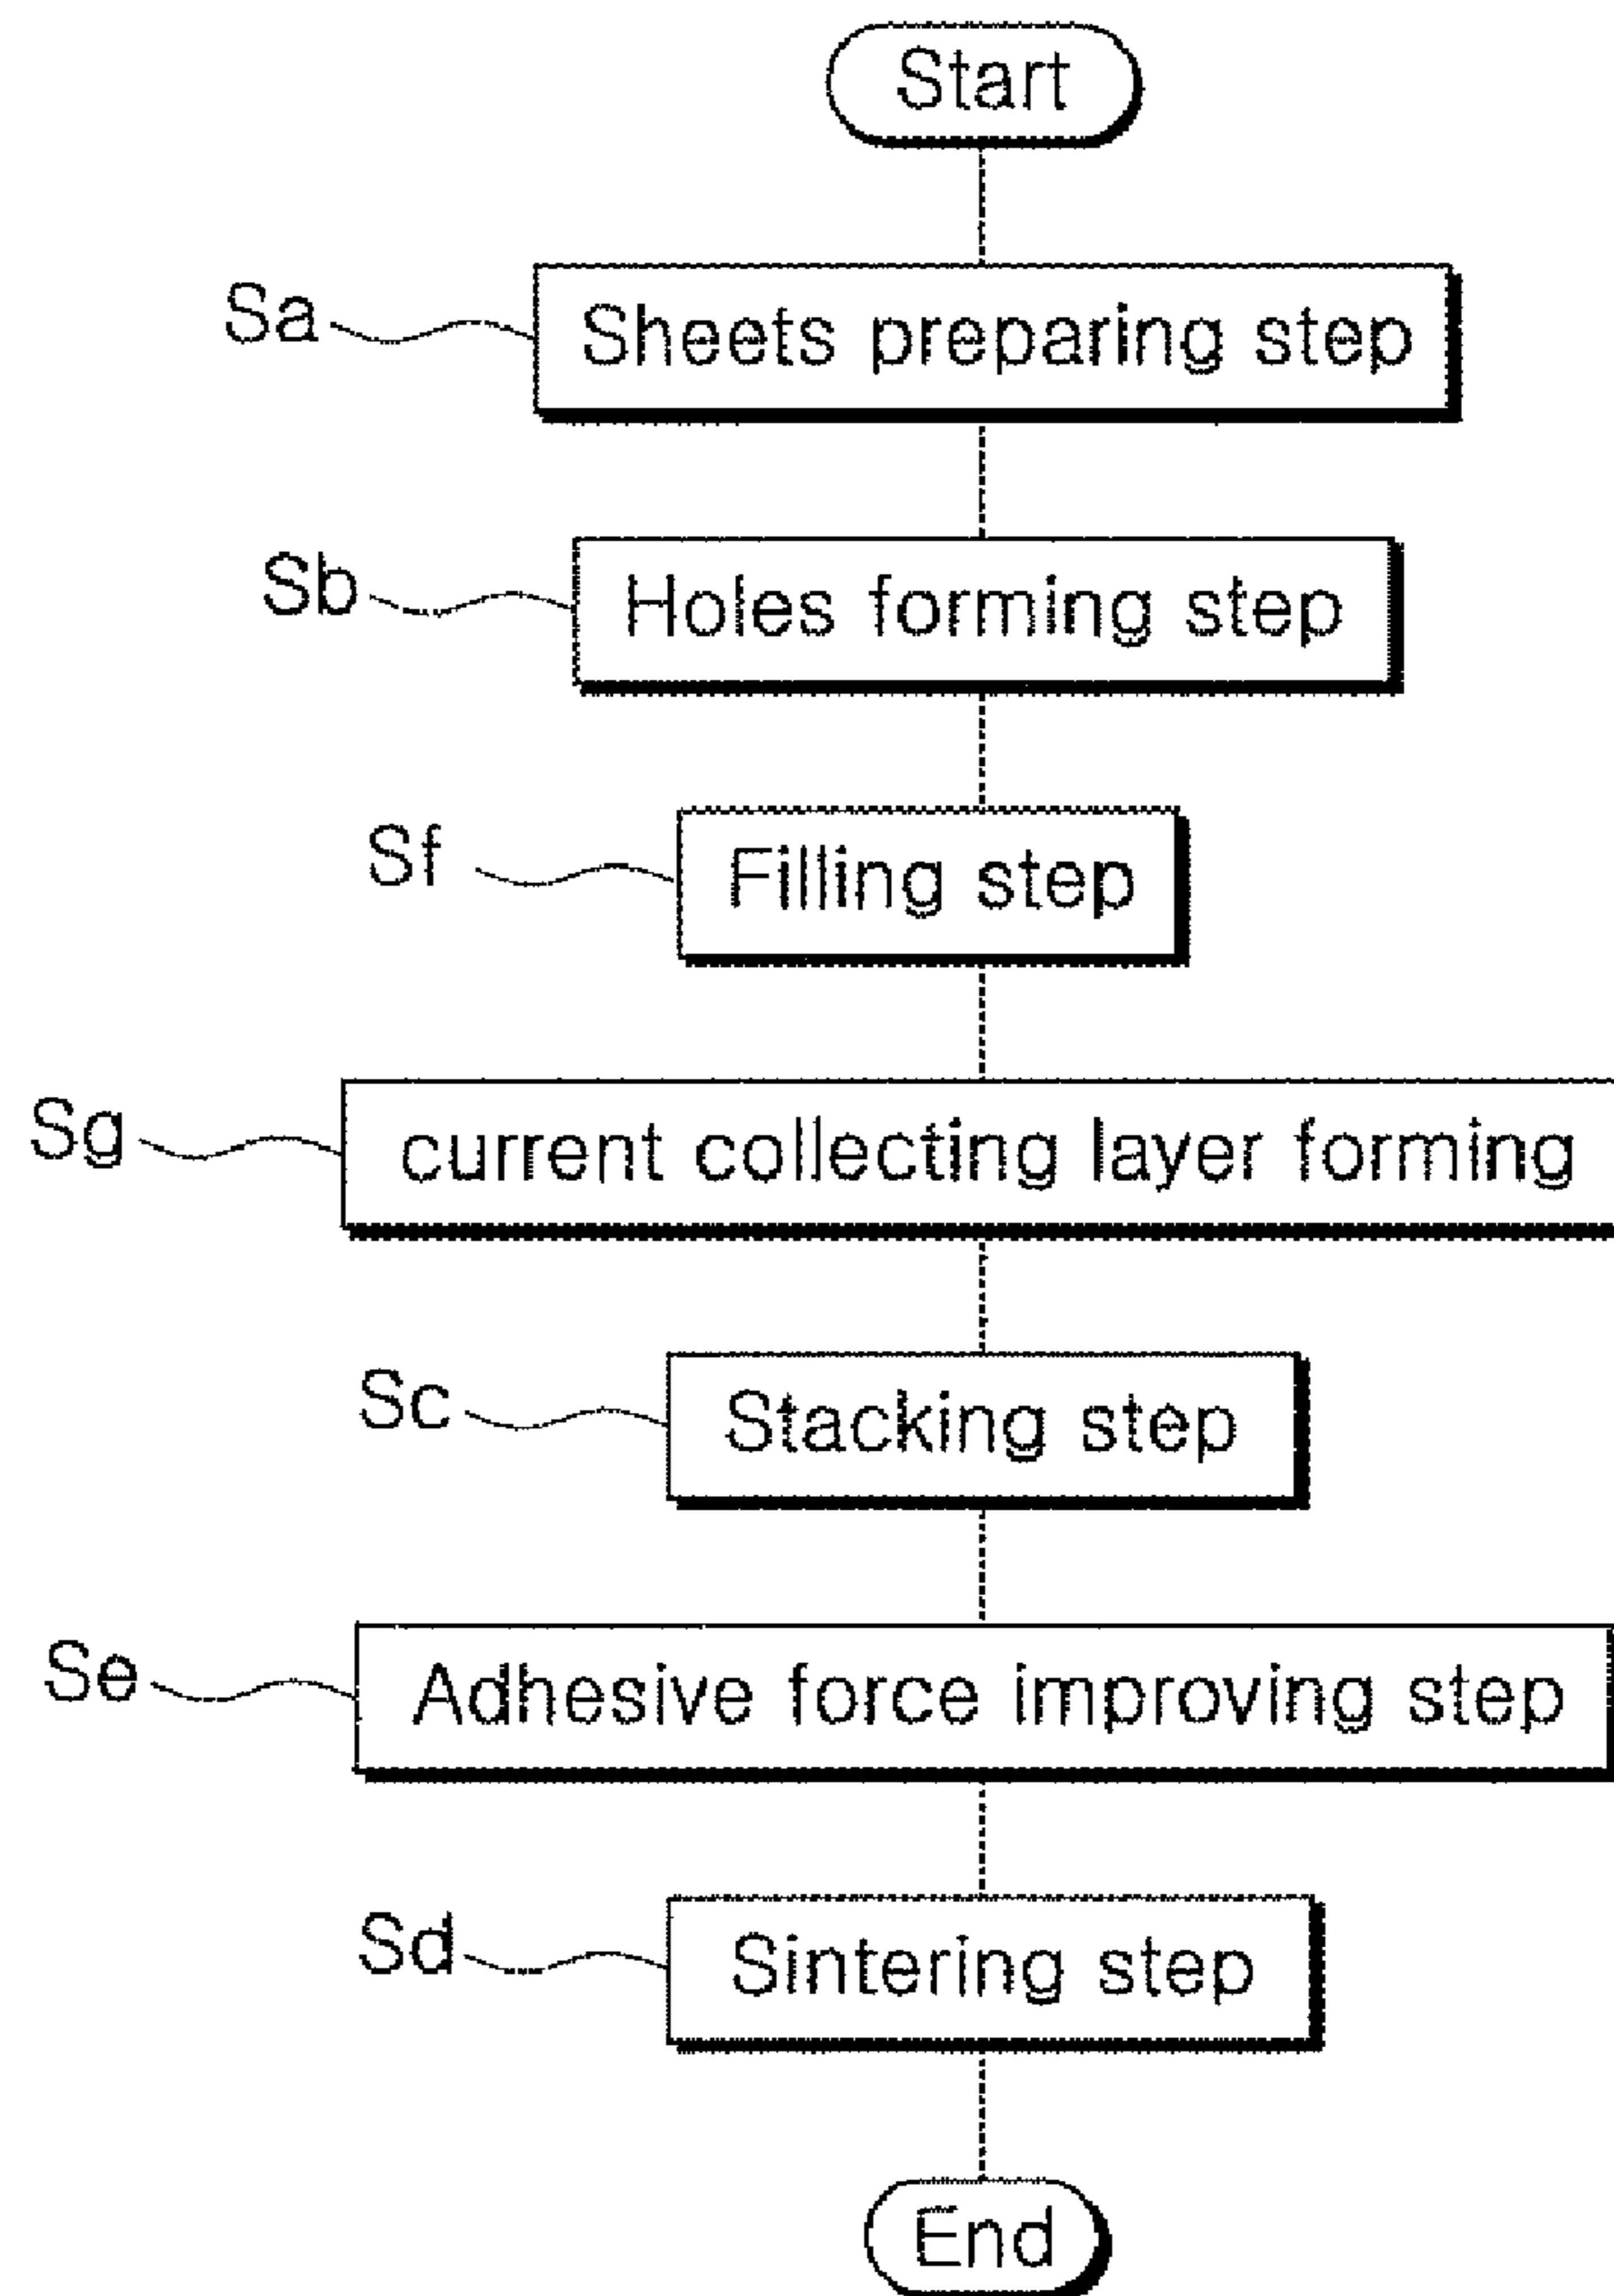 Start
Sa Sheets preparing step
Sb Holes forming step
Sf Filling step
Sg current collecting layer forming
Sc Stacking step
Se Adhesive force improving step
Sd Sintering step
End